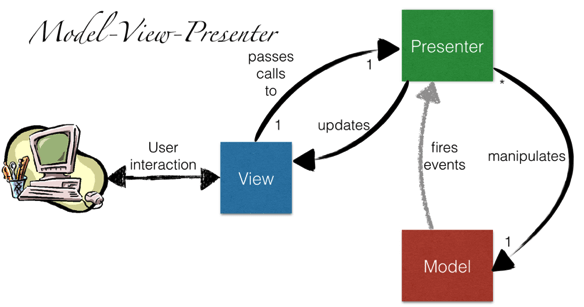 Model-View-Presenter
passes
calls
to
1
1
Presenter
*
User
interaction
updates
View
fires
events
manipulates
1
Model